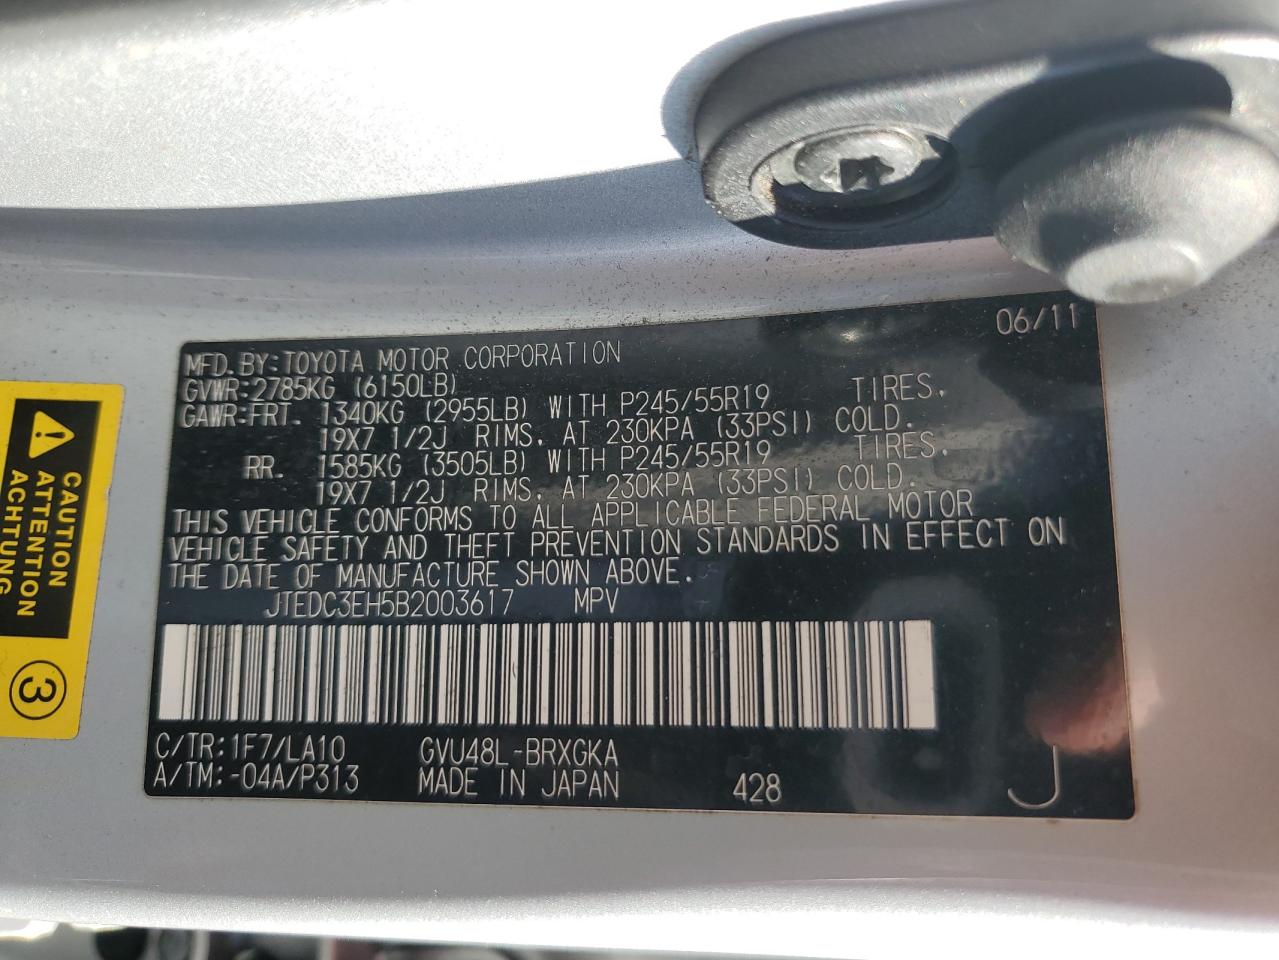 06/11
MFD.BY:TOYOTA MOTOR CORPORATION
GVWR:2785KG (6150LB)
GAWR:FRT. 1340KG (2955LB) WITH P245/55R19 TIRES.
19X7 1/2J RIMS. AT 230KPA (33PSI) COLD.
RR. 1585KG (3505LB) WITH P245/55R19 TIRES.
19X7 1/2J RIMS. AT 230KPA (33PSI) COLD.
THIS VEHICLE CONFORMS TO ALL APPLICABLE FEDERAL MOTOR
VEHICLE SAFETY AND THEFT PREVENTION STANDARDS IN EFFECT ON
THE DATE OF MANUFACTURE SHOWN ABOVE.
JTEDC3EH5B2003617 MPV
C/TR:1F7/LA10 GVU48L-BRXGKA
A/TM:-04A/P313 MADE IN JAPAN 428 J
CAUTION
ATTENTION
ACHTUNG
3